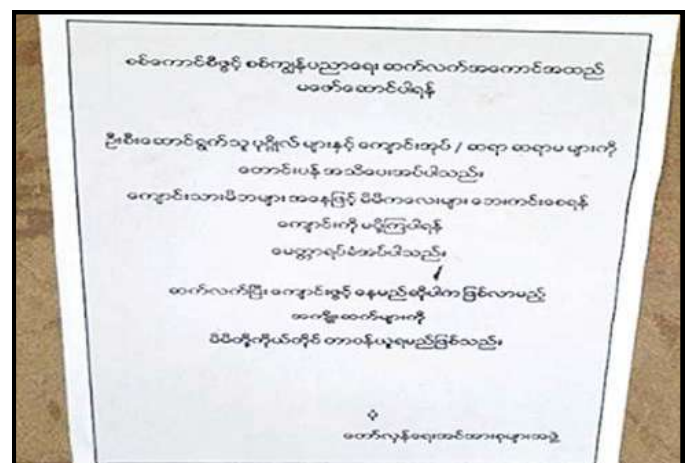 စစ်ကောင်စီဖွင့် စစ်ကျွန်ပညာရေး ဆက်လက်အကောင်အထည်
မဖော်ဆောင်ပါရန်
ဦးစီးဆောင်ရွက်သူ ပုဂ္ဂိုလ် များနှင့် ကျောင်းအုပ် / ဆရာ ဆရာမ များကို
တောင်းပန် အသိပေးအပ်ပါသည်။
ကျောင်းသားမိဘများ အနေဖြင့် မိမိကလေးများ ဘေးကင်းစေရန်
ကျောင်းကို မပို့ကြပါရန်
မေတ္တာရပ်ခံအပ်ပါသည်။
ဆက်လက်ပြီး ကျောင်းဖွင့် နေမည်ဆိုပါက ဖြစ်လာမည့်
အကျိုးဆက်များကို
မိမိတို့ကိုယ်တိုင် တာဝန်ယူရမည်ဖြစ်သည်။
ပုံ
တော်လှန်ရေးအင်အားစုများအဖွဲ့